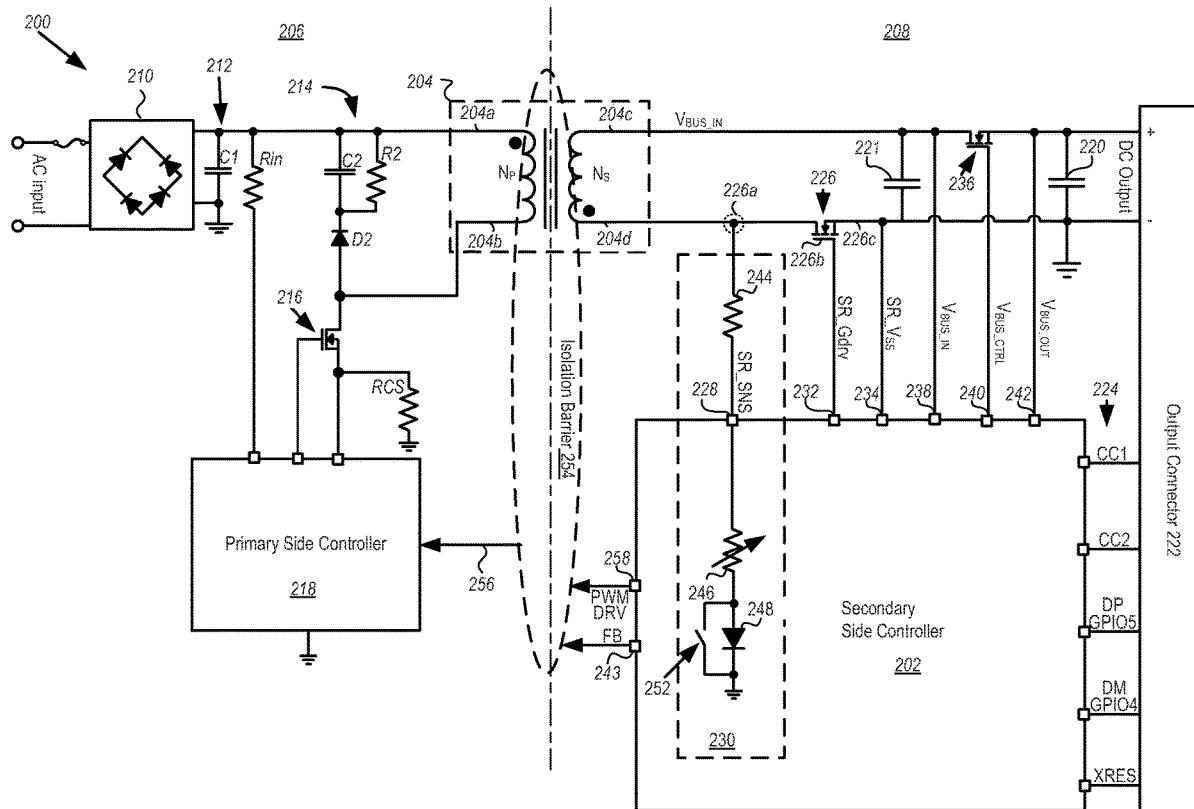 200
206
208
210
212
214
204
204a
204c
VBUS_IN
AC input
C1
Rin
C2
R2
NP
NS
221
236
220
+
DC Output
-
226a
226
204b
204d
226b
226c
D2
216
RCS
Isolation Barrier 254
244
SR_SNS
SR_Gdrv
SR_VSS
VBUS_IN
VBUS_CTRL
VBUS_OUT
228
232
234
238
240
242
224
CC1
Output Connector 222
Primary Side Controller
218
256
258
PWM
DRV
FB
243
246
248
252
230
Secondary
Side Controller
202
CC2
DP
GPIO5
DM
GPIO4
XRES